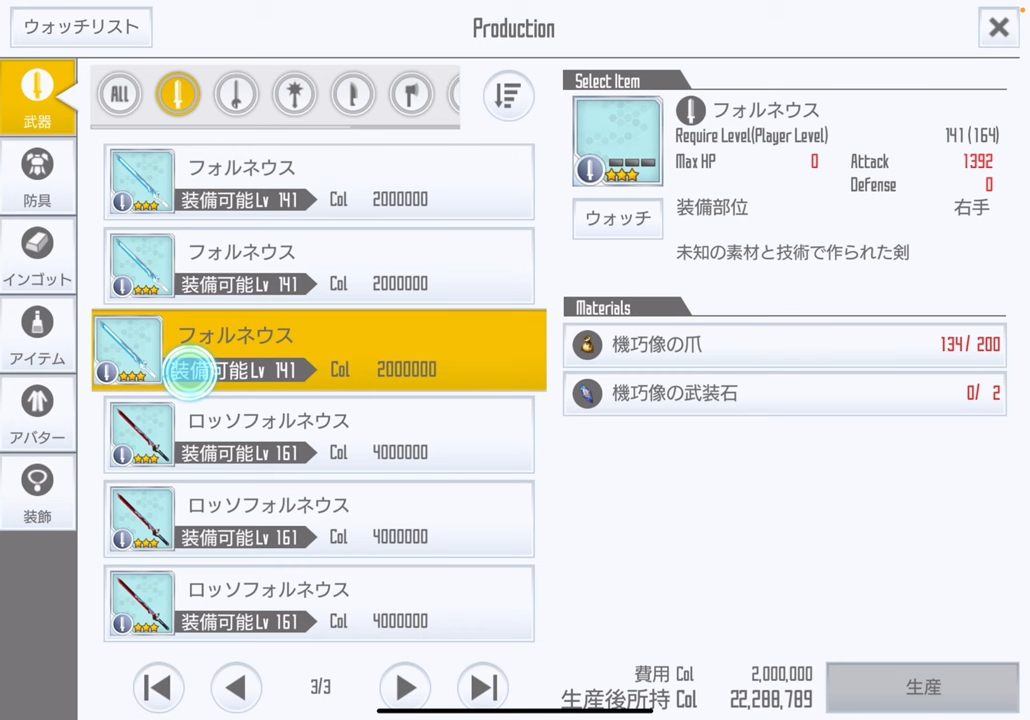 ウォッチリスト
Production
武器
防具
インゴット
アイテム
アバター
装飾
ALL
フォルネウス
装備可能Lv 141 Col 2000000
フォルネウス
装備可能Lv 141 Col 2000000
フォルネウス
装備可能Lv 141 Col 2000000
ロッソフォルネウス
装備可能Lv 161 Col 4000000
ロッソフォルネウス
装備可能Lv 161 Col 4000000
ロッソフォルネウス
装備可能Lv 161 Col 4000000
3/3
Select Item
フォルネウス
Require Level(Player Level) 141(164)
Max HP 0 Attack 1392
Defense 0
ウォッチ
装備部位 右手
未知の素材と技術で作られた剣
Materials
機巧像の爪 134/ 200
機巧像の武装石 0/ 2
費用 Col 2,000,000
生産後所持 Col 22,288,789
生産